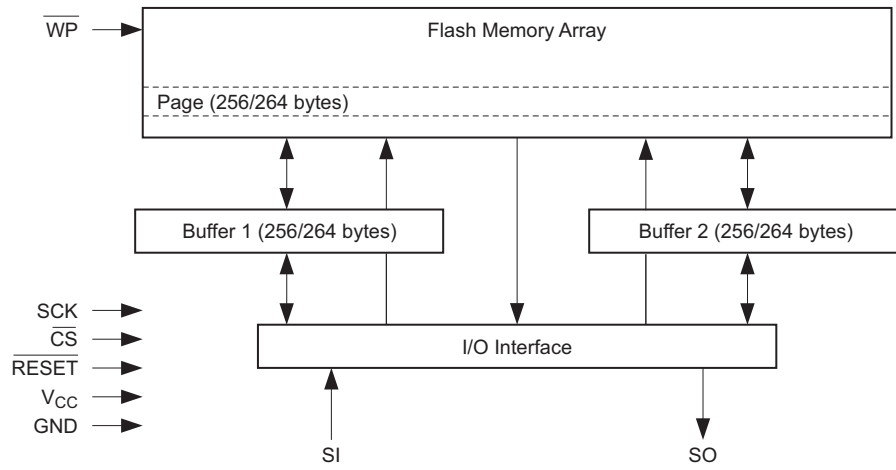 WP
Flash Memory Array
Page (256/264 bytes)
Buffer 1 (256/264 bytes)
Buffer 2 (256/264 bytes)
SCK
CS
RESET
VCC
GND
I/O Interface
SI
SO